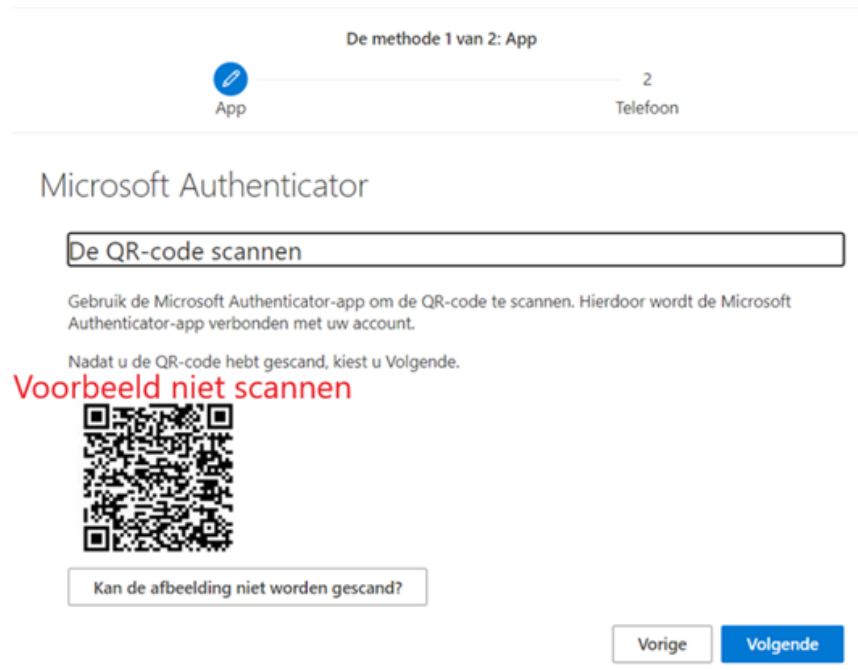 De methode 1 van 2: App
2
App
Telefoon
Microsoft Authenticator
De QR-code scannen
Gebruik de Microsoft Authenticator-app om de QR-code te scannen. Hierdoor wordt de Microsoft
Authenticator-app verbonden met uw account.
Nadat u de QR-code hebt gescand, kiest u Volgende.
Voorbeeld niet scannen
Kan de afbeelding niet worden gescand?
Vorige
Volgende